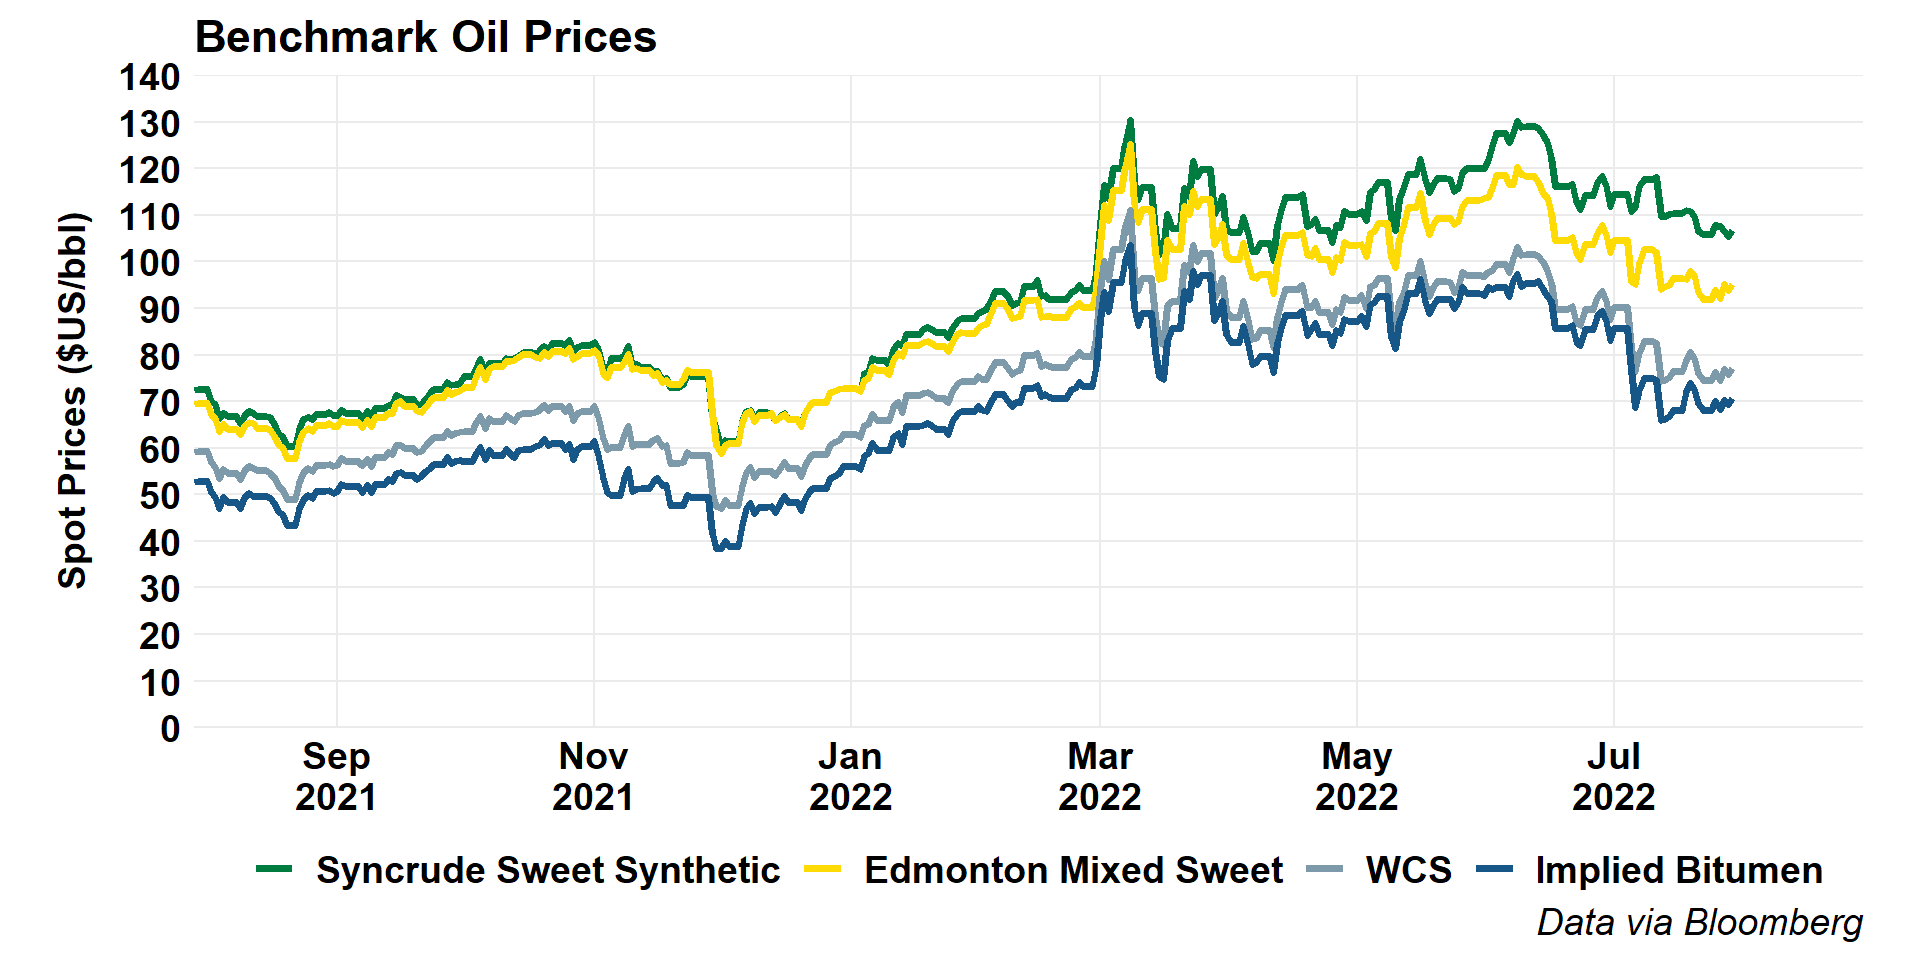 Benchmark Oil Prices
140
130
120
110
100
90
80
70
60
50
40
30
20
10
0
Spot Prices ($US/bbl)
Sep Nov Jan Mar May Jul
2021 2021 2022 2022 2022 2022
Syncrude Sweet Synthetic Edmonton Mixed Sweet WCS Implied Bitumen
Data via Bloomberg